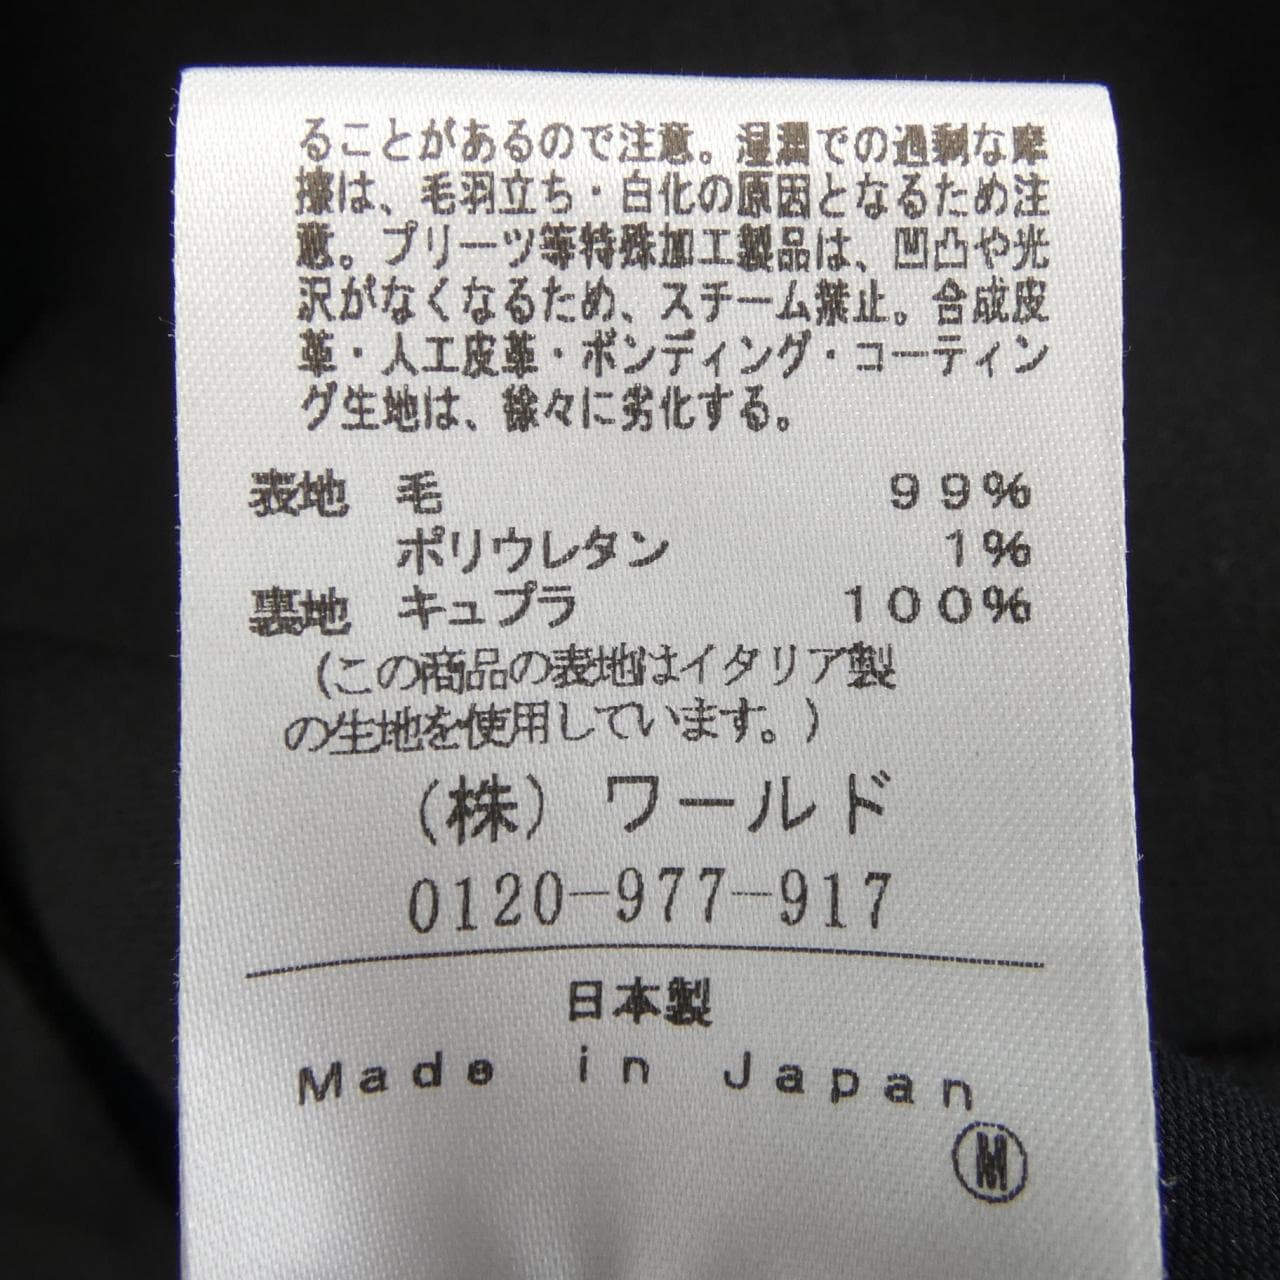 ることがあるので注意。湿潤での過剰な摩
擦は、毛羽立ち・白化の原因となるため注
意。プリーツ等特殊加工製品は、凹凸や光
沢がなくなるため、スチーム禁止。合成皮
革・人工皮革・ボンディング・コーティン
グ生地は、徐々に劣化する。
表地 毛 99%
ポリウレタン 1%
裏地 キュプラ 100%
(この商品の表地はイタリア製
の生地を使用しています。)
(株) ワールド
0120-977-917
日本製
Made in Japan
Ⓜ